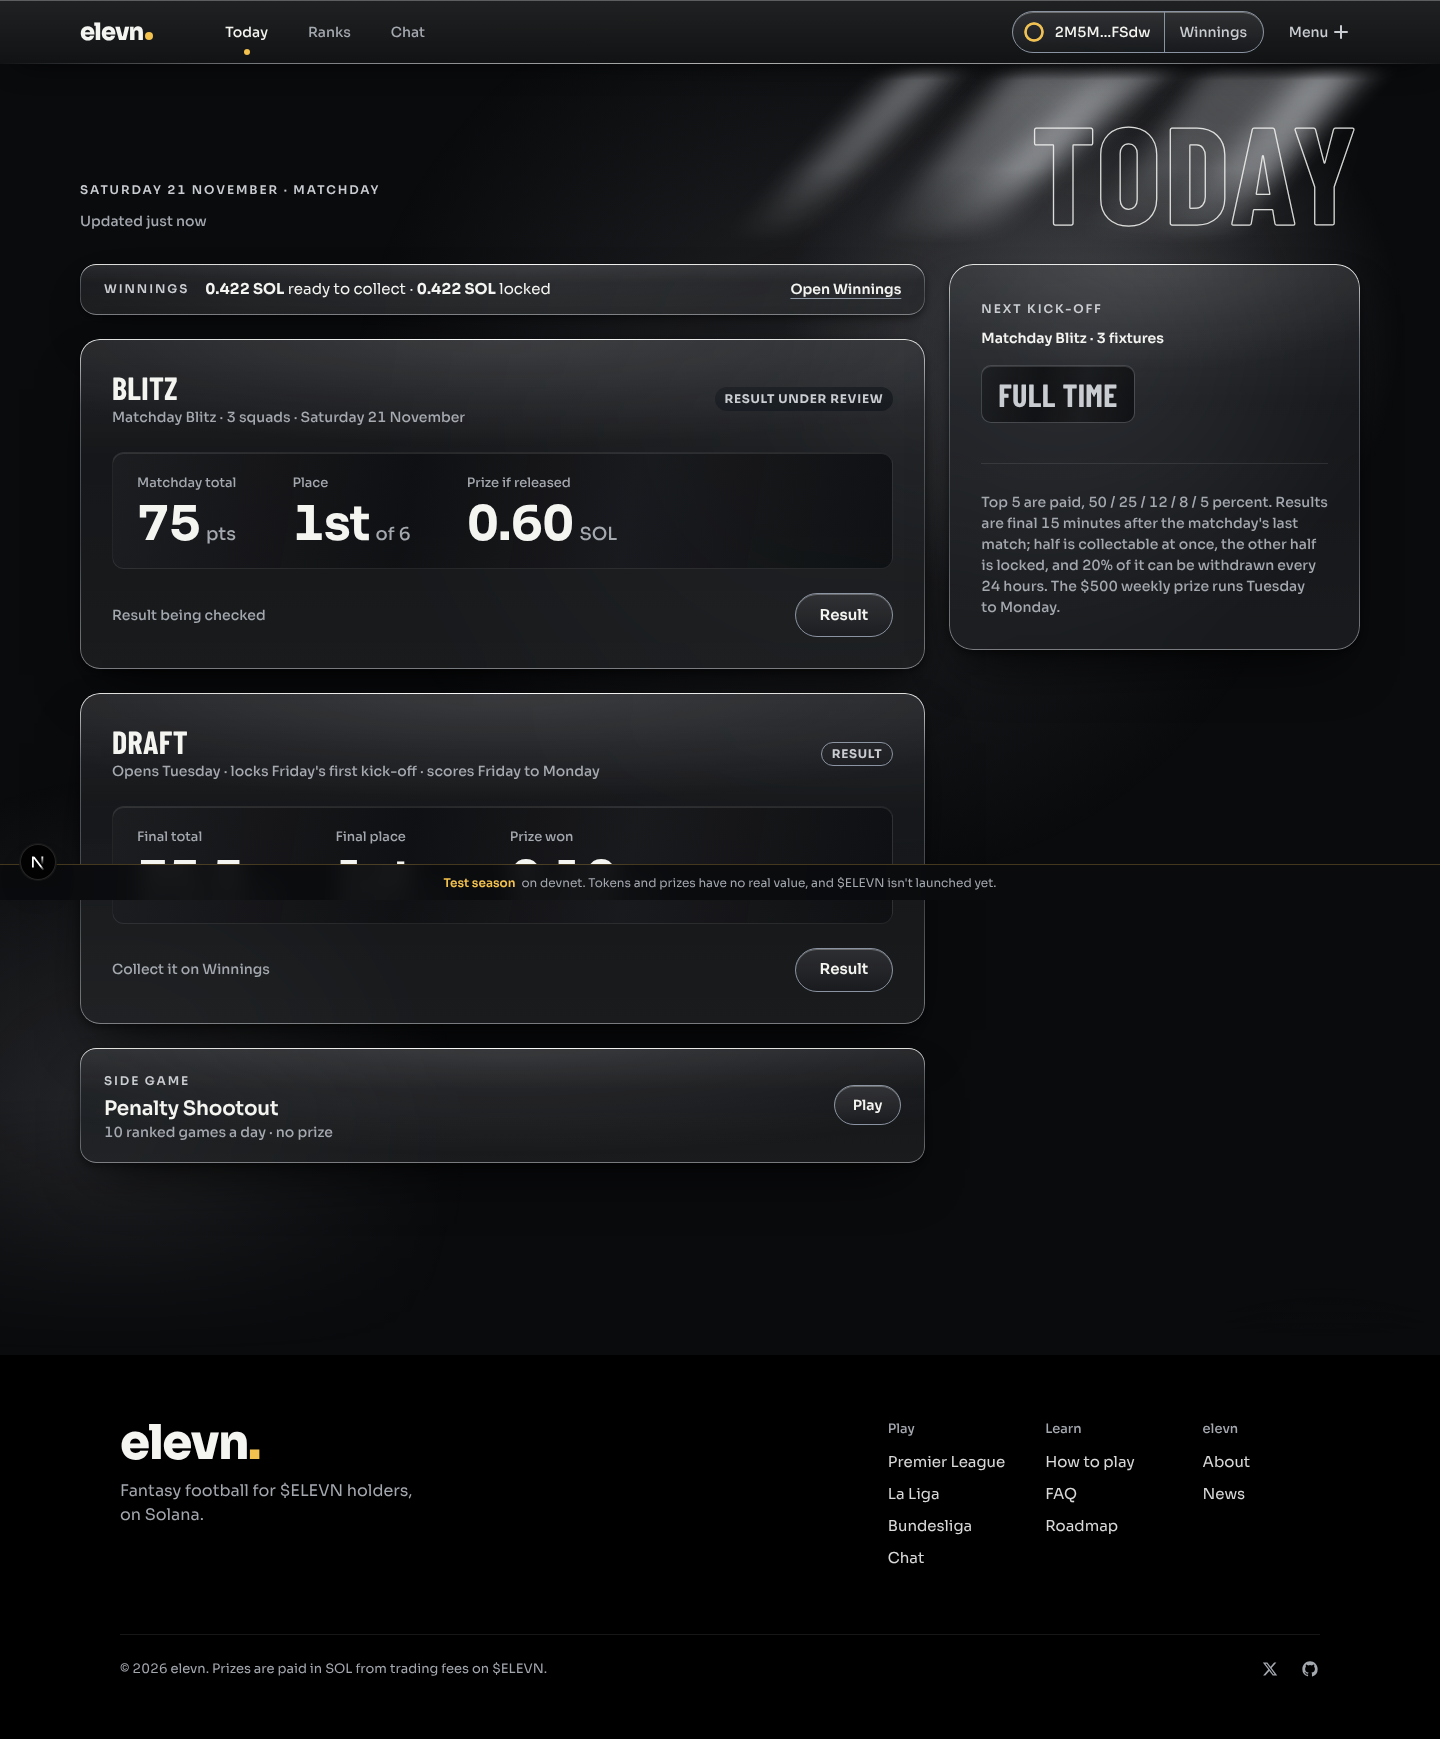 elevn.
Today
Ranks
Chat
2M5M...FSdw
Winnings
Menu
TODAY
SATURDAY 21 NOVEMBER · MATCHDAY
Updated just now
WINNINGS 0.422 SOL ready to collect · 0.422 SOL locked
Open Winnings
BLITZ
Matchday Blitz · 3 squads · Saturday 21 November
RESULT UNDER REVIEW
Matchday total
75 pts
Place
1st of 6
Prize if released
0.60 SOL
Result being checked
Result
NEXT KICK-OFF
Matchday Blitz · 3 fixtures
FULL TIME
Top 5 are paid, 50 / 25 / 12 / 8 / 5 percent. Results
are final 15 minutes after the matchday's last
match; half is collectable at once, the other half
is locked, and 20% of it can be withdrawn every
24 hours. The $500 weekly prize runs Tuesday
to Monday.
DRAFT
Opens Tuesday · locks Friday's first kick-off · scores Friday to Monday
RESULT
Final total
Final place
Prize won
N
Test season on devnet. Tokens and prizes have no real value, and $ELEVN isn't launched yet.
Collect it on Winnings
Result
SIDE GAME
Penalty Shootout
10 ranked games a day · no prize
Play
elevn.
Fantasy football for $ELEVN holders,
on Solana.
Play
Premier League
La Liga
Bundesliga
Chat
Learn
How to play
FAQ
Roadmap
elevn
About
News
© 2026 elevn. Prizes are paid in SOL from trading fees on $ELEVN.